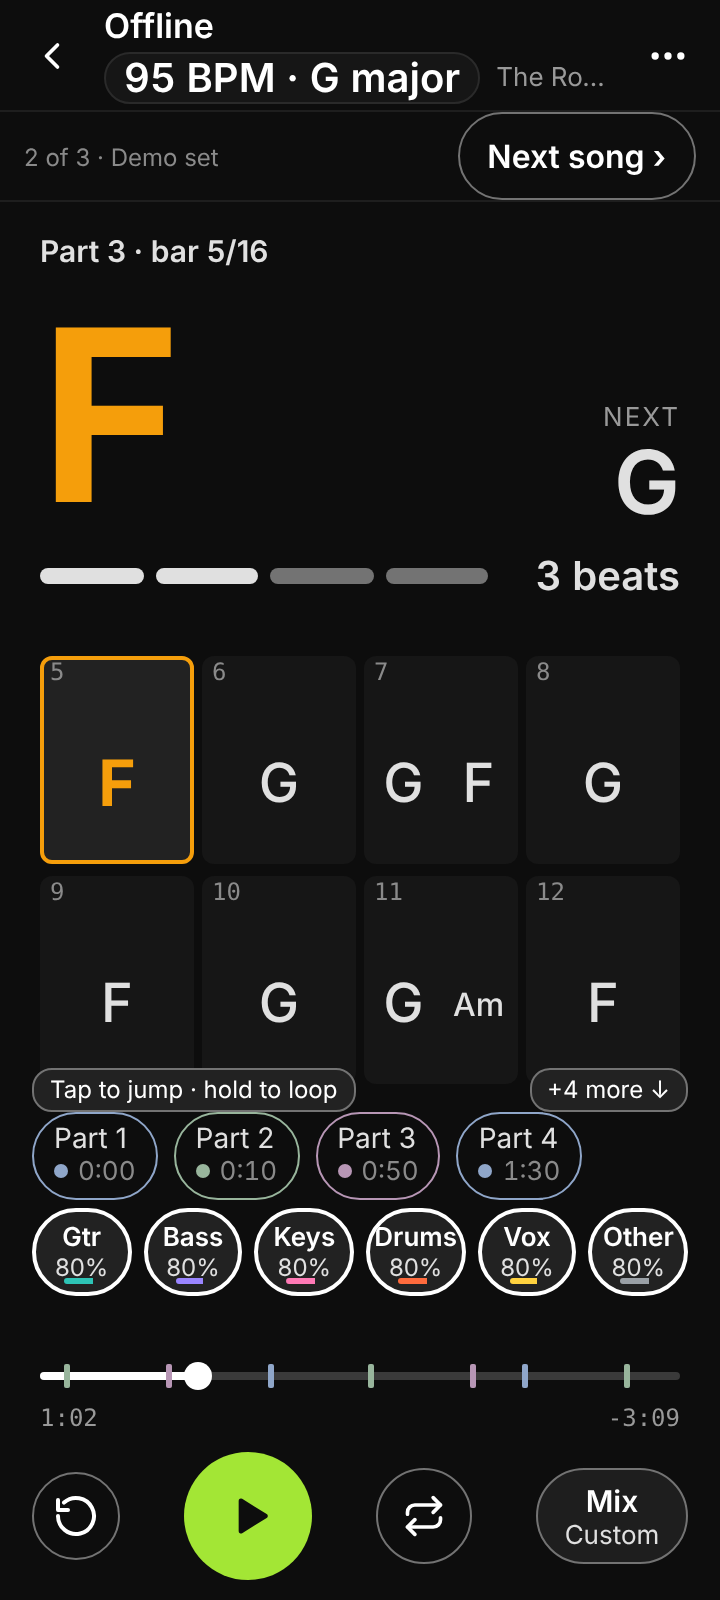 Offline
95 BPM · G major
The Ro...
2 of 3 · Demo set
Next song ›
Part 3 · bar 5/16
F
NEXT
G
3 beats
5 6 7 8
F G G F G
9 10 11 12
F G G Am F
Tap to jump · hold to loop
+4 more ↓
Part 1 Part 2 Part 3 Part 4
0:00 0:10 0:50 1:30
Gtr Bass Keys Drums Vox Other
80% 80% 80% 80% 80% 80%
1:02 -3:09
Mix
Custom